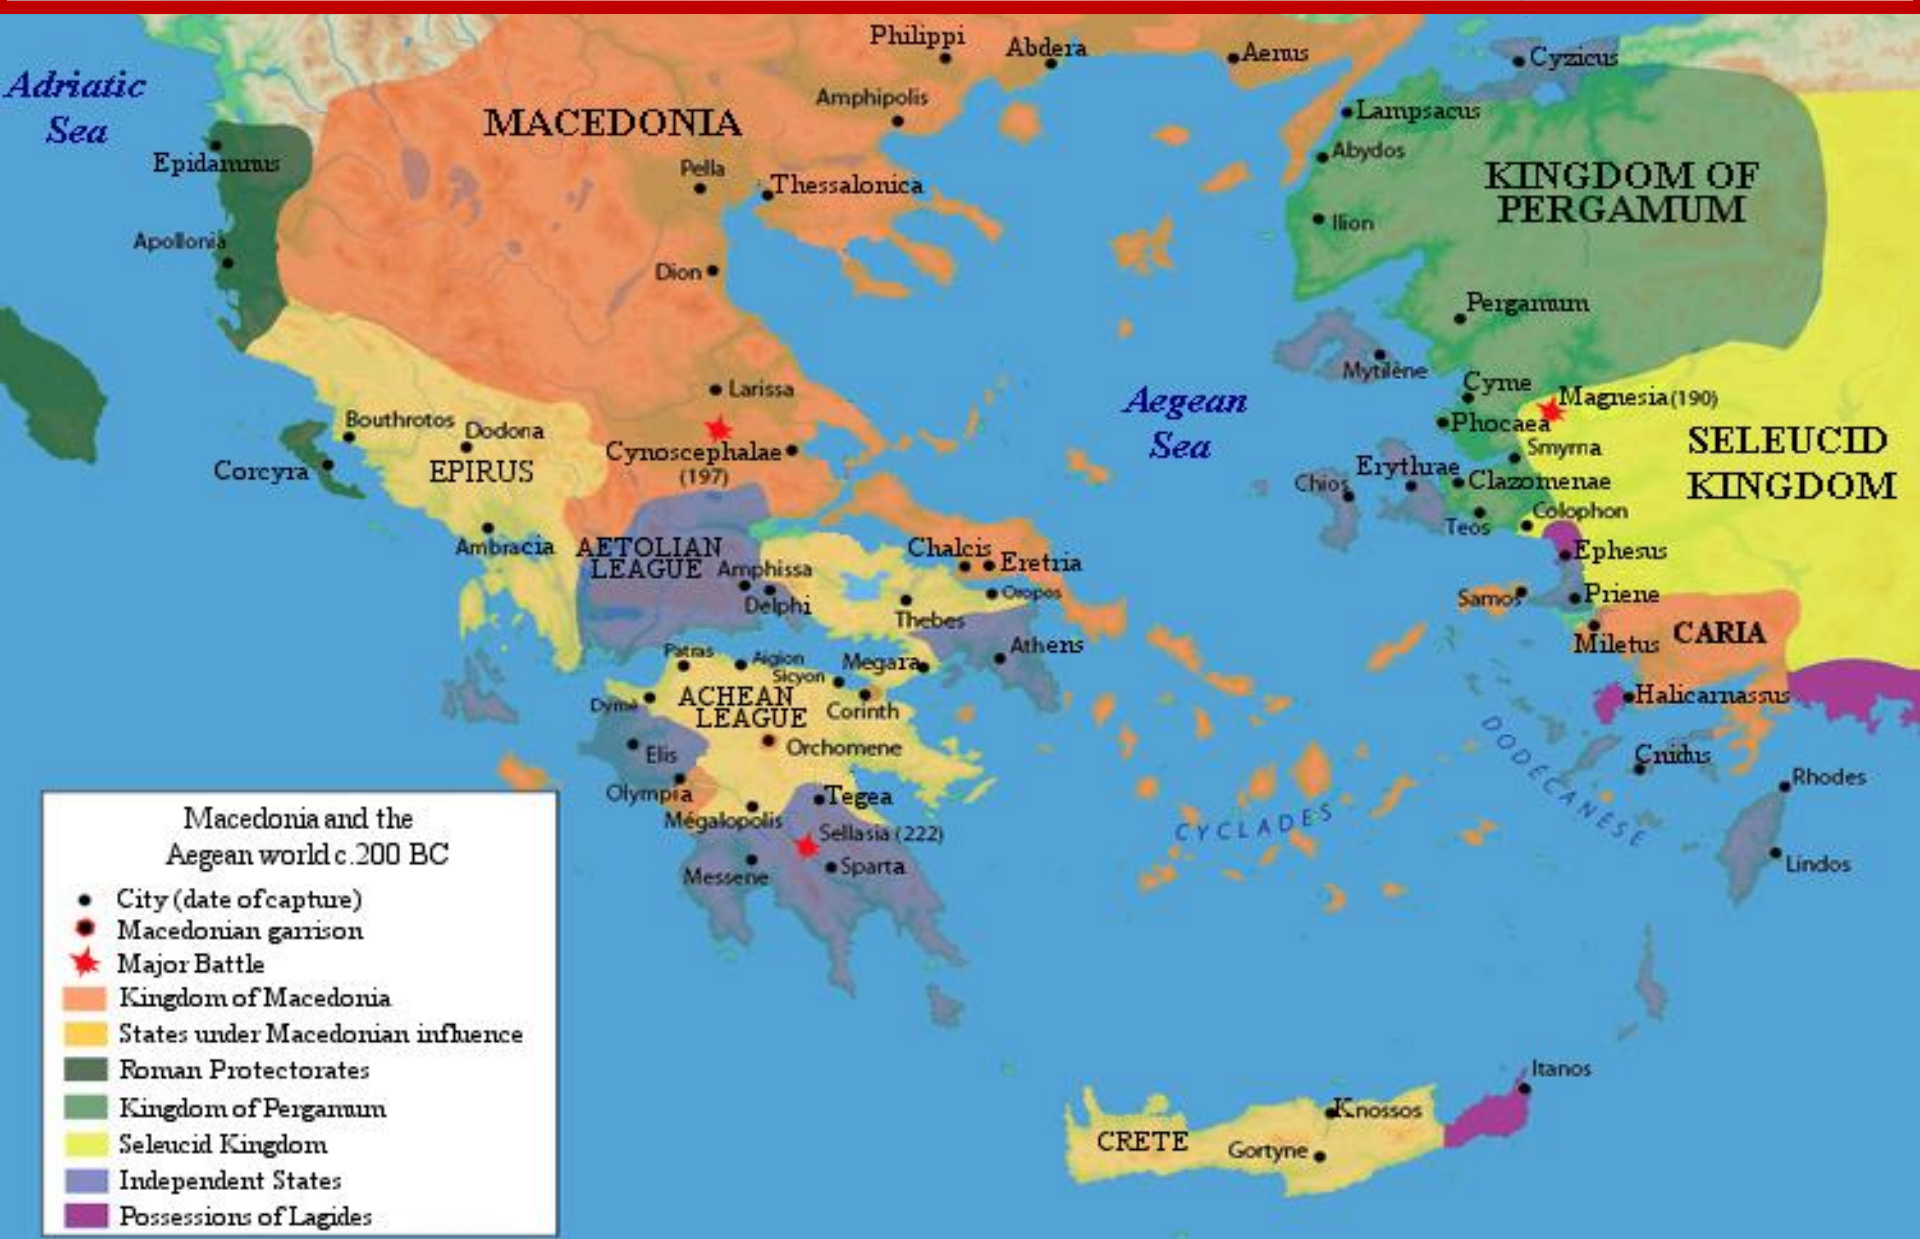 Philippi
Abdera
Aenus
Cyzicus
Adriatic
Sea
Amphipolis
MACEDONIA
Lampsacus
Epidamnus
Pella
Thessalonica
Abydos
KINGDOM OF
PERGAMUM
Apollonia
Ilion
Dion
Pergamum
Mytilène
Larissa
Cyme
Magnesia (190)
Aegean
Sea
Bouthrotos
Dodona
Phocaea
Cynoscephalae
(197)
Smyrna
SELEUCID
KINGDOM
Corcyra
EPIRUS
Erythrae
Chios
Clazomenae
Colophon
Teos
Ambracia
AETOLIAN
LEAGUE
Amphissa
Delphi
Chalcis
Eretria
Oropos
Thebes
Ephesus
Samos
Priene
Athens
Miletus
CARIA
Patras
Aigion
Sicyon
Megara
Dymé
ACHEAN
LEAGUE
Corinth
Halicarnassus
Elis
Orchomene
DODECANESE
Cnidus
Rhodes
Olympia
Tegea
Mégalopolis
Sellasia (222)
CYCLADES
Messene
Sparta
Lindos
Itanos
Knossos
CRETE
Gortyne
Macedonia and the
Aegean world c.200 BC
City (date of capture)
Macedonian garrison
Major Battle
Kingdom of Macedonia
States under Macedonian influence
Roman Protectorates
Kingdom of Pergamum
Seleucid Kingdom
Independent States
Possessions of Lagides